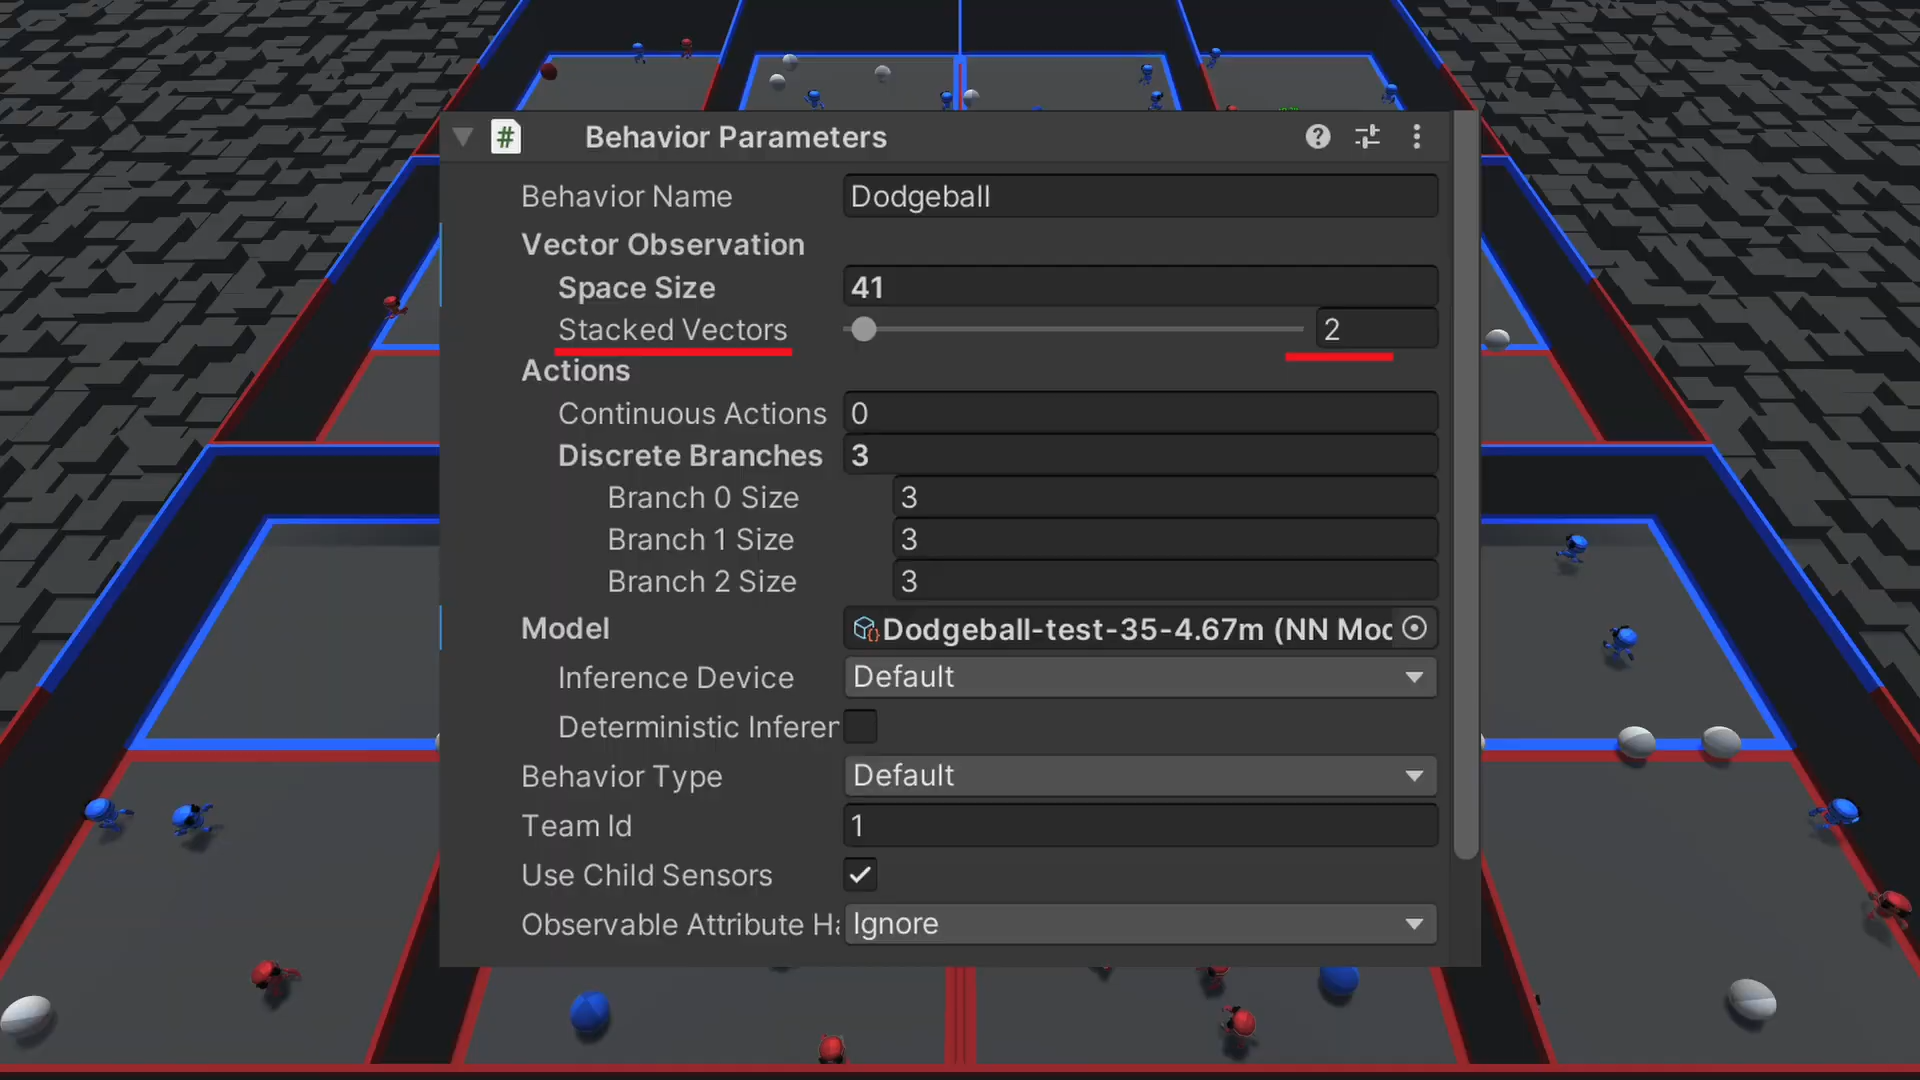 # Behavior Parameters
Behavior Name Dodgeball
Vector Observation
Space Size 41
Stacked Vectors 2
Actions
Continuous Actions 0
Discrete Branches 3
Branch 0 Size 3
Branch 1 Size 3
Branch 2 Size 3
Model Dodgeball-test-35-4.67m (NN Moc
Inference Device Default
Deterministic Inferer
Behavior Type Default
Team Id 1
Use Child Sensors
Observable Attribute Ha Ignore